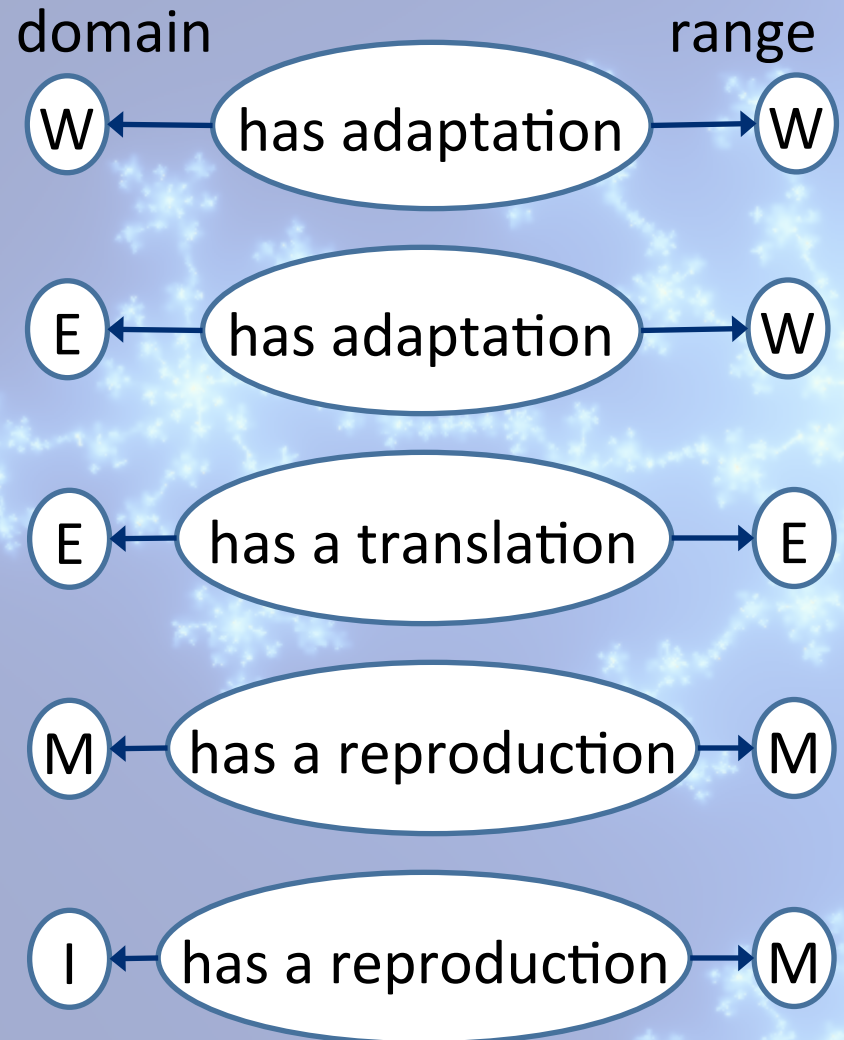 domain range
W has adaptation W
E has adaptation W
E has a translation E
M has a reproduction M
I has a reproduction M